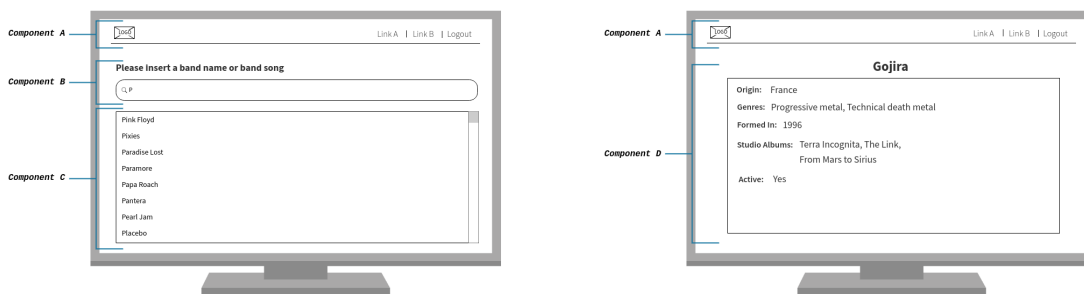 Component A
LOGO
Link A | Link B | Logout
Component B
Please insert a band name or band song
P
Component C
Pink Floyd
Pixies
Paradise Lost
Paramore
Papa Roach
Pantera
Pearl Jam
Placebo
Component A
LOGO
Link A | Link B | Logout
Component D
Gojira
Origin: France
Genres: Progressive metal, Technical death metal
Formed In: 1996
Studio Albums: Terra Incognita, The Link,
From Mars to Sirius
Active: Yes